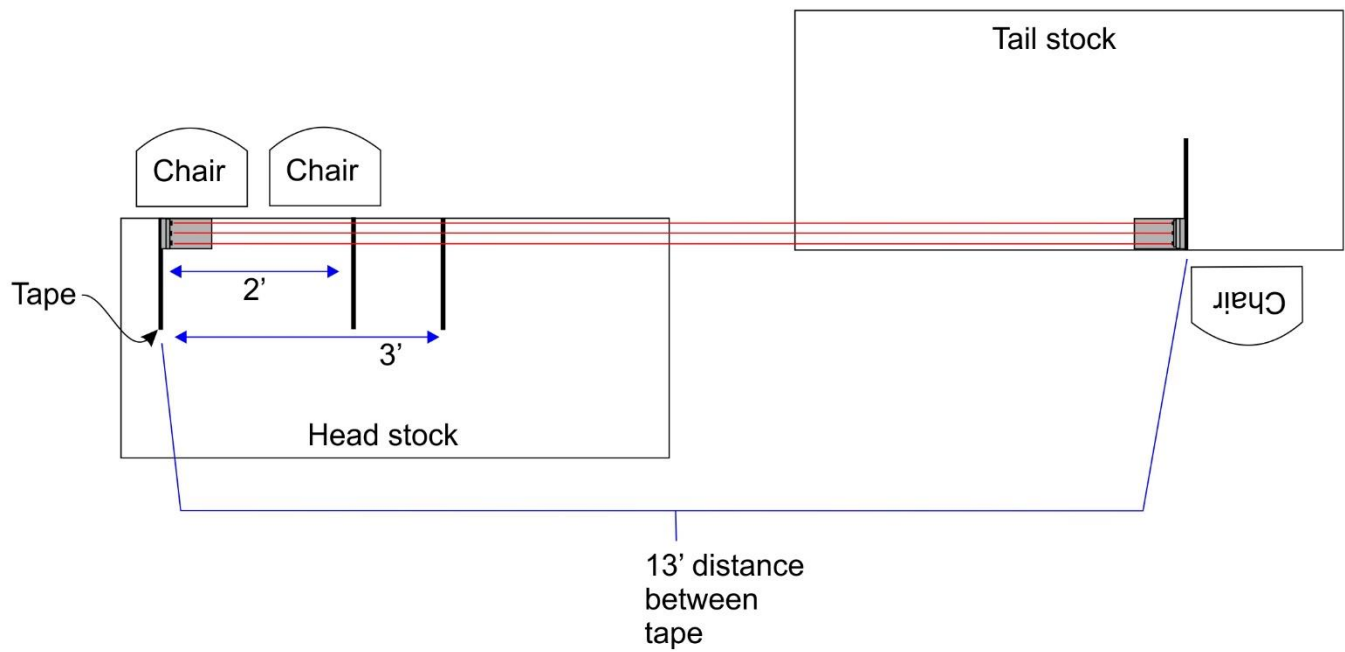 Tail stock
Chair
Chair
2’
Tape
Chair
3’
Head stock
13’ distance
between
tape